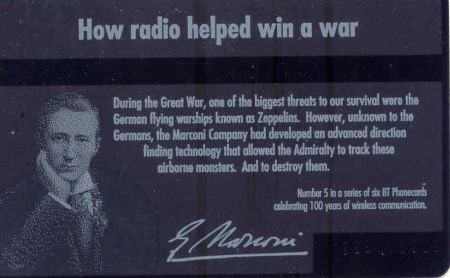 How radio helped win a war
During the Great War, one of the biggest threats to our survival were the
German flying warships known as Zeppelins. However, unknown to the
Germans, the Marconi Company had developed an advanced direction
finding technology that allowed the Admiralty to track these
airborne monsters. And to destroy them.
Number 5 in a series of six BT Phonecards
celebrating 100 years of wireless communication.
G Marconi